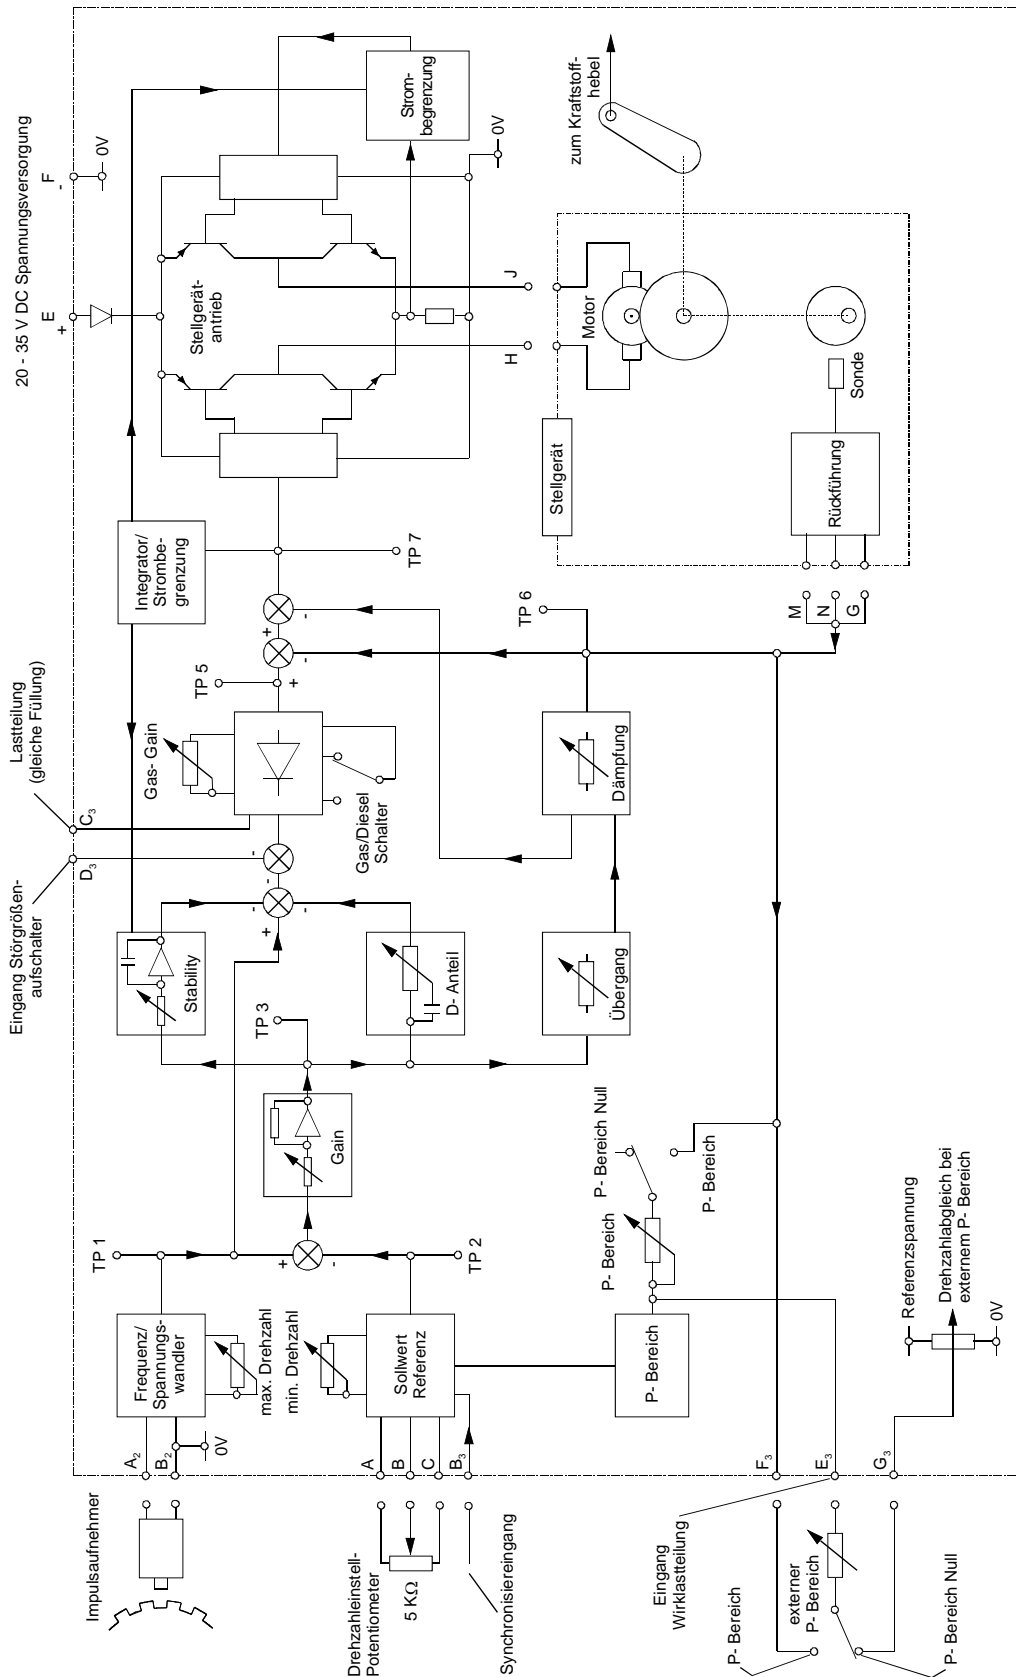 20 - 35 V DC Spannungsversorgung
E
+
F
-
0V
Lastteilung
(gleiche Füllung)
C3
Eingang Störgrößen-
aufschalter
D3
Impulsaufnehmer
A2
B2
0V
Frequenz/
Spannungs-
wandler
max. Drehzahl
min. Drehzahl
TP 1
Stability
Integrator/
Strombe-
grenzung
Stellgerät-
antrieb
Strom-
begrenzung
0V
Gain
TP 3
+
-
+
-
-
-
-
Gas- Gain
TP 5
+
-
+
-
TP 7
Gas/Diesel
Schalter
D- Anteil
Drehzahleinstell-
Potentiometer
5 KΩ
A
B
C
B3
Synchronisiereingang
Sollwert
Referenz
TP 2
Übergang
Dämpfung
TP 6
H
J
Stellgerät
Motor
zum Kraftstoff-
hebel
Sonde
Rückführung
M
N
G
P- Bereich
P- Bereich
P- Bereich Null
P- Bereich
F3
E3
G3
Eingang
Wirklastteilung
externer
P- Bereich
P- Bereich
P- Bereich Null
Referenzspannung
Drehzahlabgleich bei
externem P- Bereich
0V